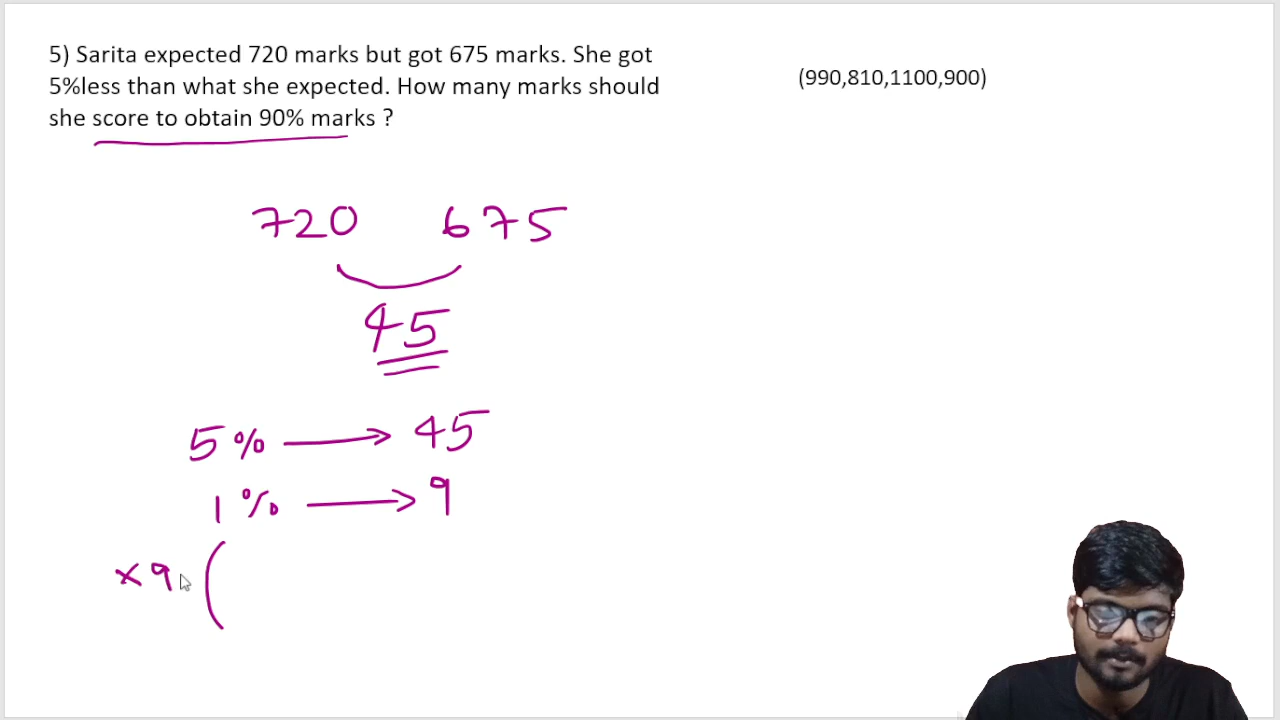 5) Sarita expected 720 marks but got 675 marks. She got
5%less than what she expected. How many marks should
she score to obtain 90% marks ?
(990,810,1100,900)
720 675
45
5% → 45
1% → 9
×9 (